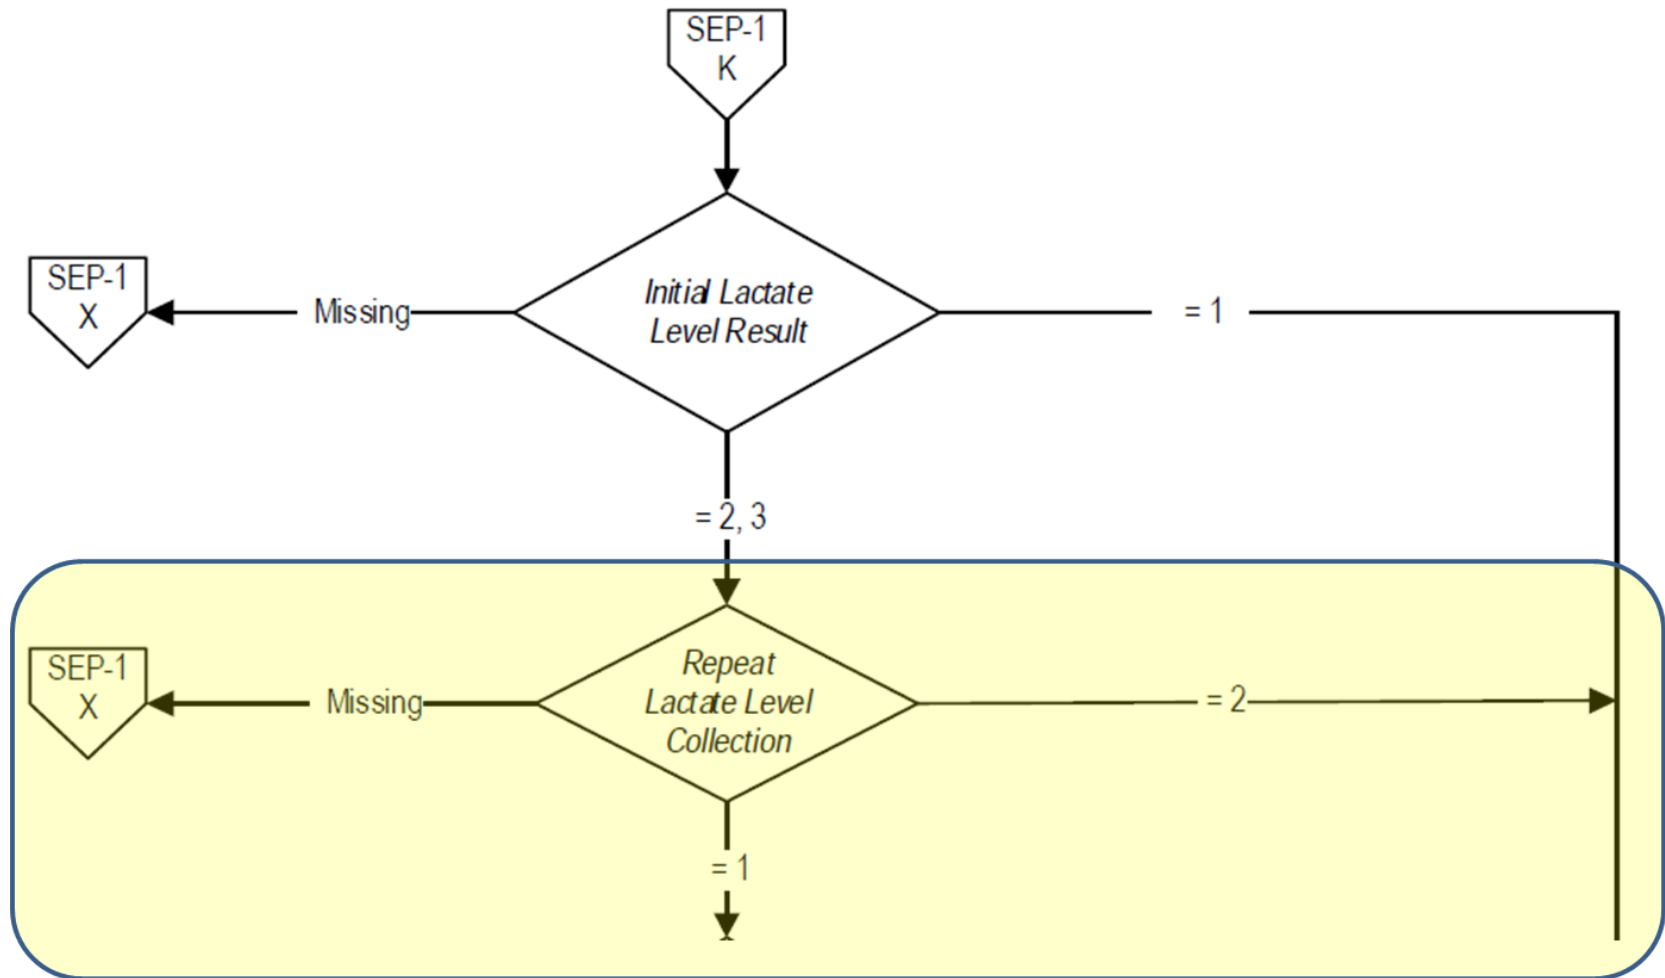 SEP-1
K
Initial Lactate
Level Result
SEP-1
X
Missing
= 1
= 2, 3
Repeat
Lactate Level
Collection
SEP-1
X
Missing
= 2
= 1